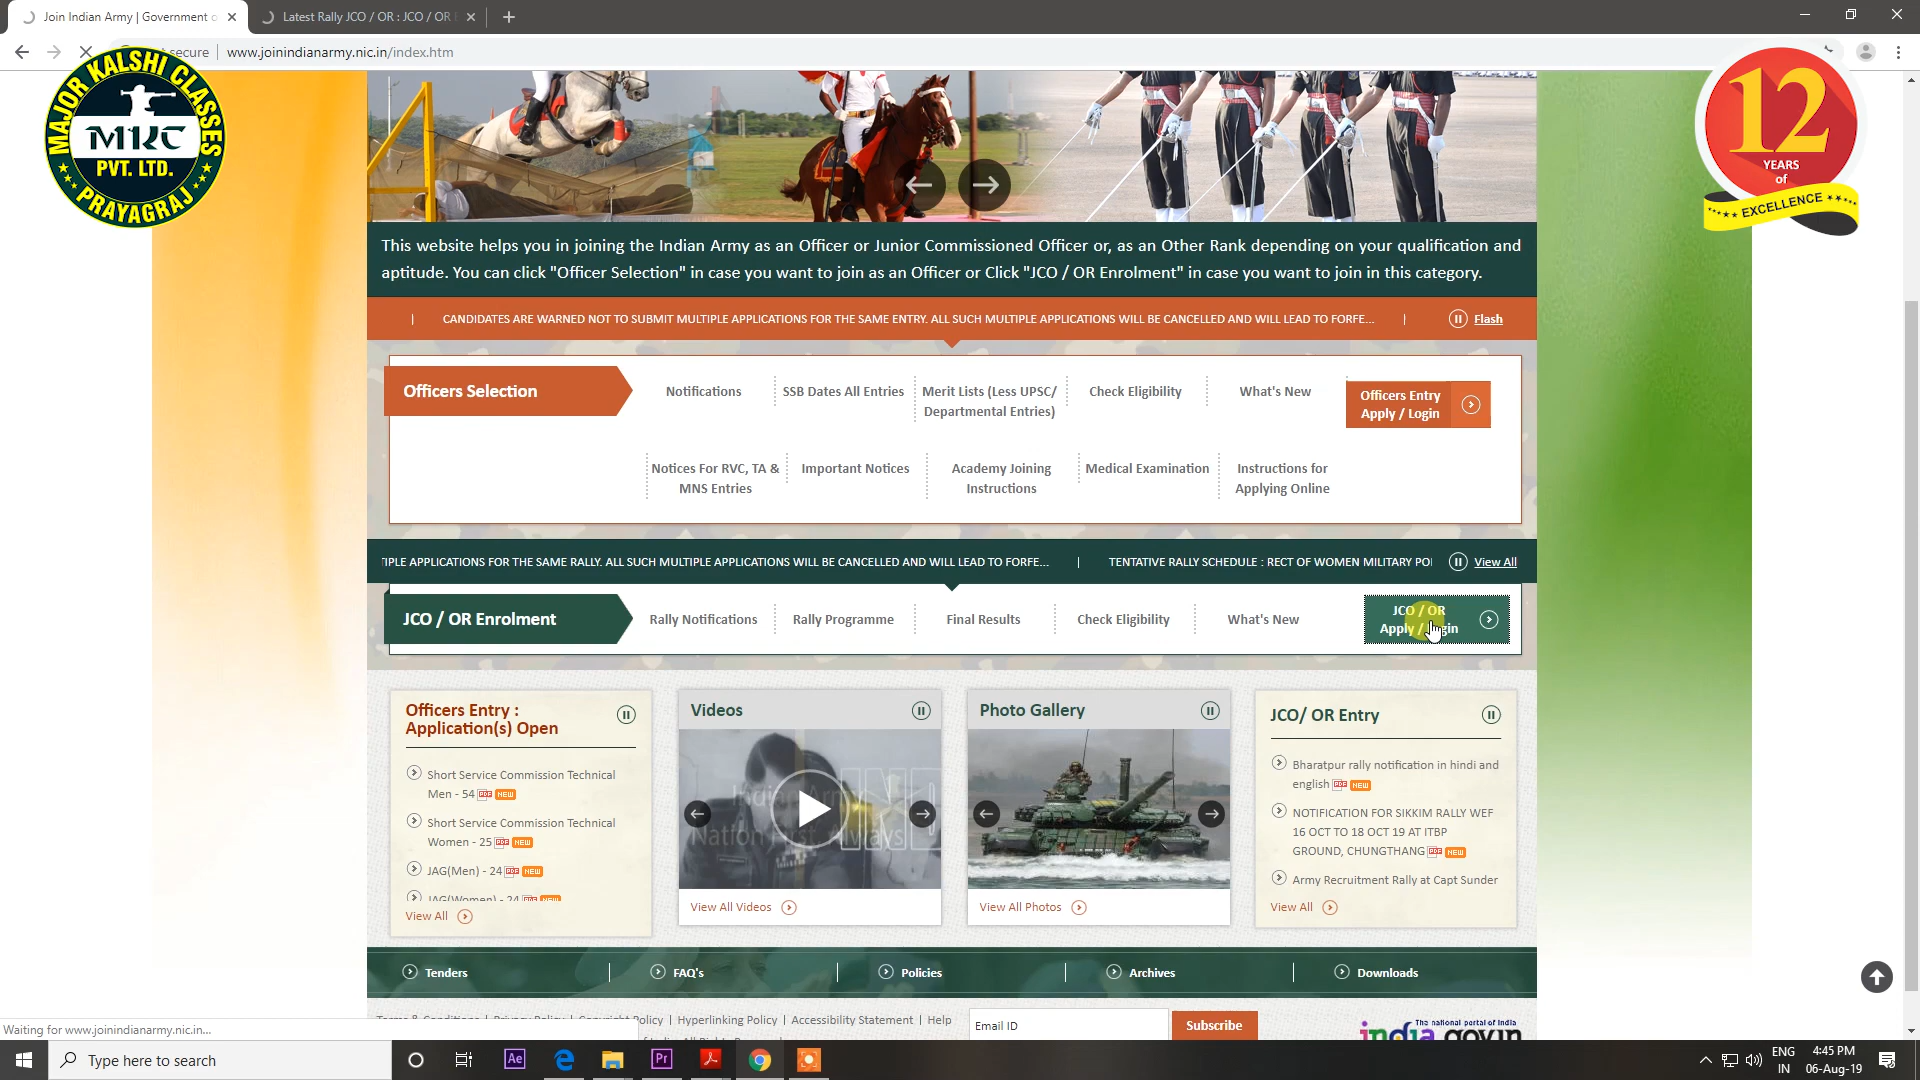 Join Indian Army | Government o
Latest Rally JCO / OR : JCO / OR E
secure
www.joinindianarmy.nic.in/index.htm
MAJOR KALSHI CLASSES
MKC
PVT. LTD.
PRAYAGRAJ
12
YEARS
of
EXCELLENCE
This website helps you in joining the Indian Army as an Officer or Junior Commissioned Officer or, as an Other Rank depending on your qualification and
aptitude. You can click "Officer Selection" in case you want to join as an Officer or Click "JCO / OR Enrolment" in case you want to join in this category.
| CANDIDATES ARE WARNED NOT TO SUBMIT MULTIPLE APPLICATIONS FOR THE SAME ENTRY. ALL SUCH MULTIPLE APPLICATIONS WILL BE CANCELLED AND WILL LEAD TO FORFE... | Flash
Officers Selection
Notifications
SSB Dates All Entries
Merit Lists (Less UPSC/
Departmental Entries)
Check Eligibility
What's New
Officers Entry
Apply / Login
Notices For RVC, TA &
MNS Entries
Important Notices
Academy Joining
Instructions
Medical Examination
Instructions for
Applying Online
IPLE APPLICATIONS FOR THE SAME RALLY. ALL SUCH MULTIPLE APPLICATIONS WILL BE CANCELLED AND WILL LEAD TO FORFE... | TENTATIVE RALLY SCHEDULE : RECT OF WOMEN MILITARY POI View All
JCO / OR Enrolment
Rally Notifications
Rally Programme
Final Results
Check Eligibility
What's New
JCO / OR
Apply / Login
Officers Entry :
Application(s) Open
Short Service Commission Technical
Men - 54 PDF NEW
Short Service Commission Technical
Women - 25 PDF NEW
JAG(Men) - 24 PDF NEW
JAG(Women) - 24 PDF NEW
View All
Videos
Indian Army
Nation First, Always
View All Videos
Photo Gallery
View All Photos
JCO/ OR Entry
Bharatpur rally notification in hindi and
english PDF NEW
NOTIFICATION FOR SIKKIM RALLY WEF
16 OCT TO 18 OCT 19 AT ITBP
GROUND, CHUNGTHANG PDF NEW
Army Recruitment Rally at Capt Sunder
View All
Tenders
FAQ's
Policies
Archives
Downloads
Terms & Conditions | Privacy Policy | Copyright Policy | Hyperlinking Policy | Accessibility Statement | Help
Email ID
Subscribe
The national portal of India
india.gov.in
Waiting for www.joinindianarmy.nic.in...
Type here to search
Ae
Pr
ENG
IN
4:45 PM
06-Aug-19